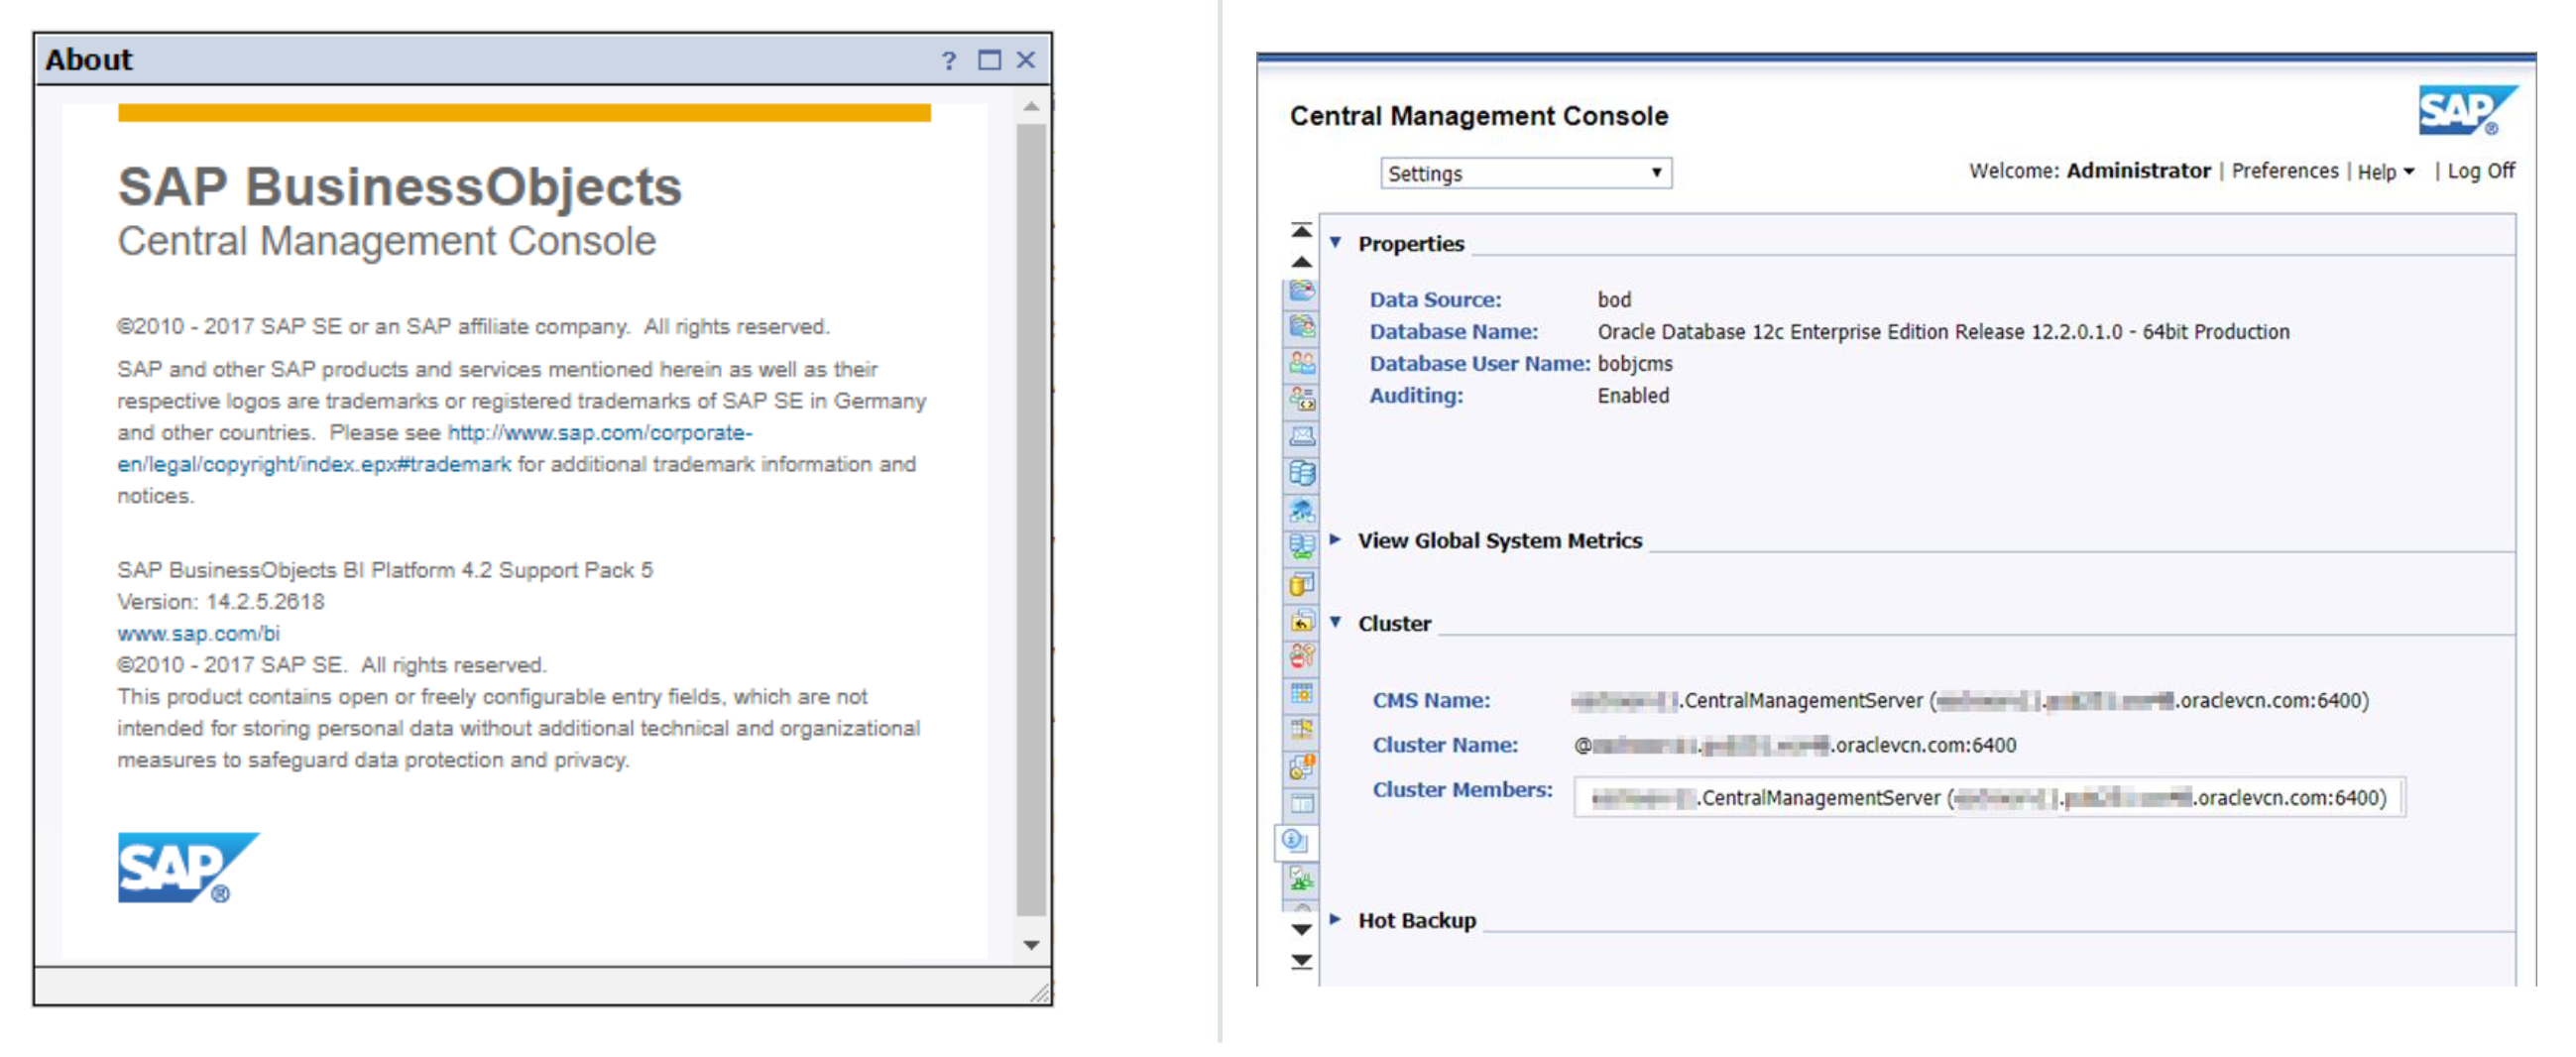 About
?
SAP BusinessObjects
Central Management Console
©2010 - 2017 SAP SE or an SAP affiliate company. All rights reserved.
SAP and other SAP products and services mentioned herein as well as their
respective logos are trademarks or registered trademarks of SAP SE in Germany
and other countries. Please see http://www.sap.com/corporate-
en/legal/copyright/index.epx#trademark for additional trademark information and
notices.
SAP BusinessObjects BI Platform 4.2 Support Pack 5
Version: 14.2.5.2618
www.sap.com/bi
©2010 - 2017 SAP SE. All rights reserved.
This product contains open or freely configurable entry fields, which are not
intended for storing personal data without additional technical and organizational
measures to safeguard data protection and privacy.
SAP®
Central Management Console
SAP®
Settings
Welcome: Administrator | Preferences | Help | Log Off
Properties
Data Source: bod
Database Name: Oracle Database 12c Enterprise Edition Release 12.2.0.1.0 - 64bit Production
Database User Name: bobjcms
Auditing: Enabled
View Global System Metrics
Cluster
CMS Name: .CentralManagementServer ( . .oraclevcn.com:6400)
Cluster Name: @ . .oraclevcn.com:6400
Cluster Members: .CentralManagementServer ( . .oraclevcn.com:6400)
Hot Backup